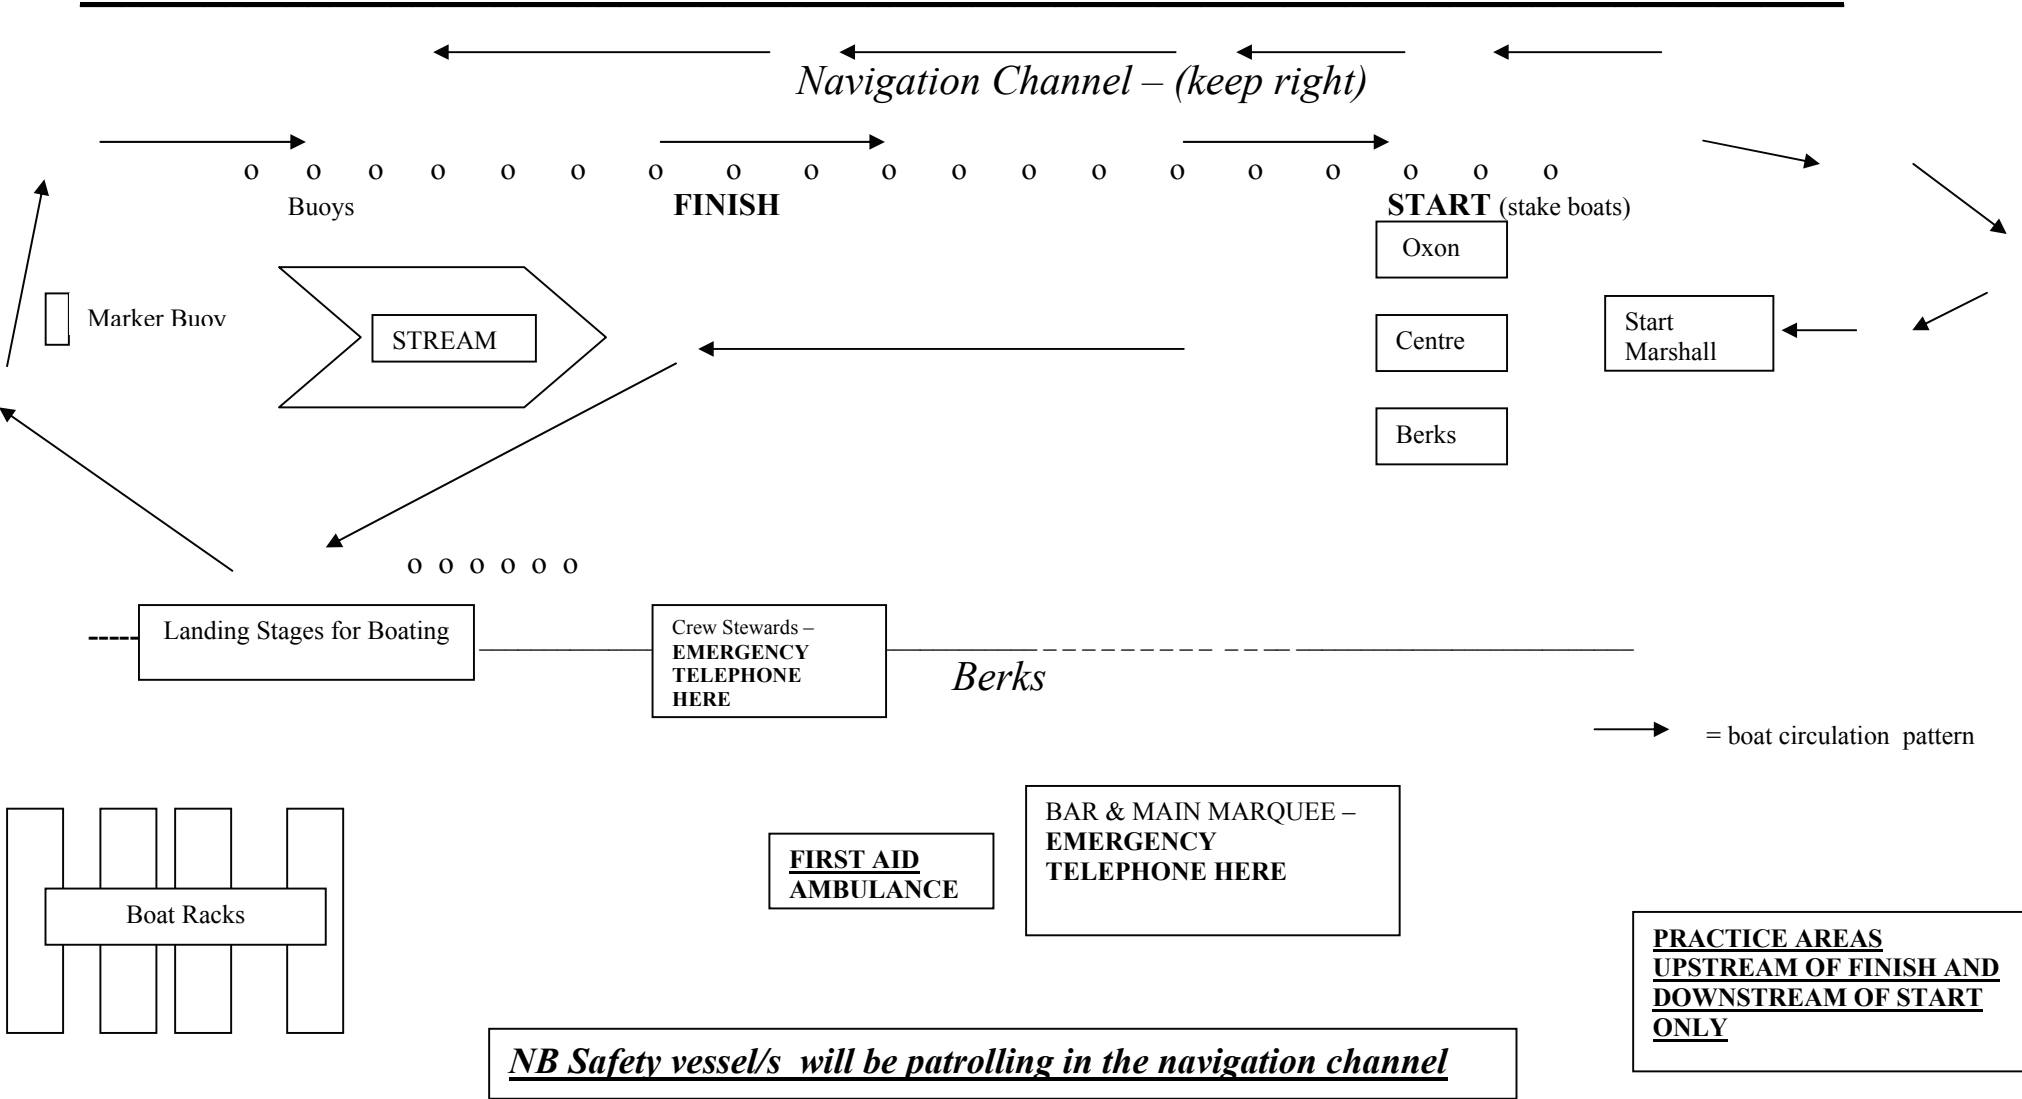 Navigation Channel – (keep right)
o o o o o o o o o o o o o o o o o o
Buoys
FINISH
START (stake boats)
Oxon
Marker Buoy
STREAM
Centre
Start
Marshall
Berks
o o o o o o
Landing Stages for Boating
Crew Stewards –
EMERGENCY
TELEPHONE
HERE
Berks
= boat circulation pattern
BAR & MAIN MARQUEE –
EMERGENCY
TELEPHONE HERE
FIRST AID
AMBULANCE
Boat Racks
PRACTICE AREAS
UPSTREAM OF FINISH AND
DOWNSTREAM OF START
ONLY
NB Safety vessel/s will be patrolling in the navigation channel